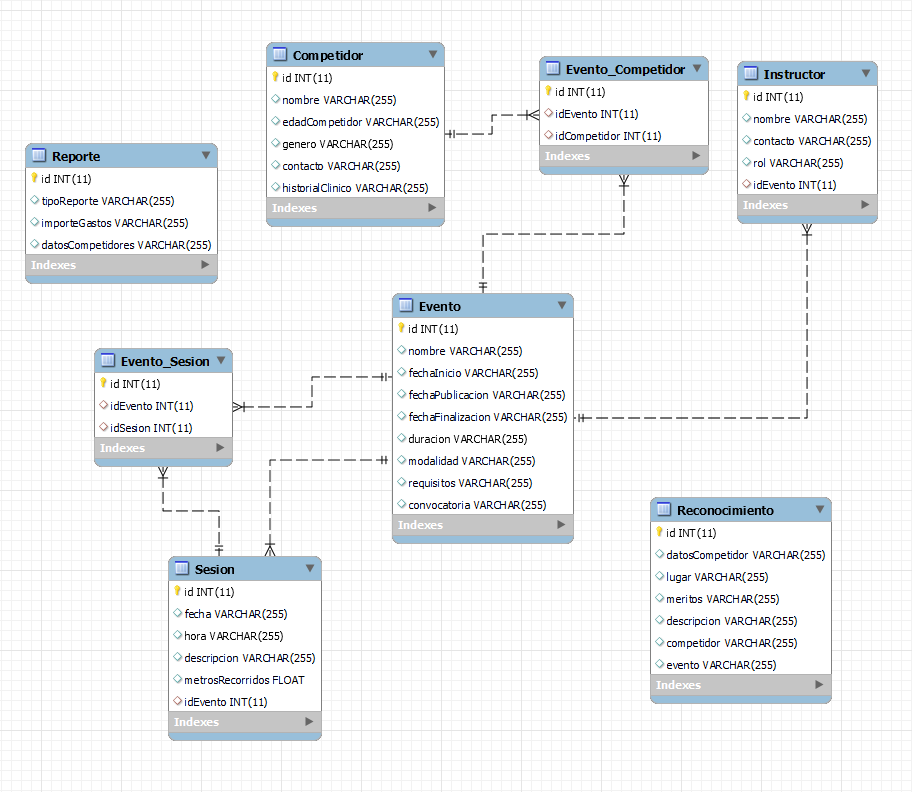 Competidor
id INT(11)
nombre VARCHAR(255)
edadCompetidor VARCHAR(255)
genero VARCHAR(255)
contacto VARCHAR(255)
historialClinico VARCHAR(255)
Indexes
Evento_Competidor
id INT(11)
idEvento INT(11)
idCompetidor INT(11)
Indexes
Instructor
id INT(11)
nombre VARCHAR(255)
contacto VARCHAR(255)
rol VARCHAR(255)
idEvento INT(11)
Indexes
Reporte
id INT(11)
tipoReporte VARCHAR(255)
importeGastos VARCHAR(255)
datosCompetidores VARCHAR(255)
Indexes
Evento
id INT(11)
nombre VARCHAR(255)
fechaInicio VARCHAR(255)
fechaPublicacion VARCHAR(255)
fechaFinalizacion VARCHAR(255)
duracion VARCHAR(255)
modalidad VARCHAR(255)
requisitos VARCHAR(255)
convocatoria VARCHAR(255)
Indexes
Evento_Sesion
id INT(11)
idEvento INT(11)
idSesion INT(11)
Indexes
Sesion
id INT(11)
fecha VARCHAR(255)
hora VARCHAR(255)
descripcion VARCHAR(255)
metrosRecorridos FLOAT
idEvento INT(11)
Indexes
Reconocimiento
id INT(11)
datosCompetidor VARCHAR(255)
lugar VARCHAR(255)
meritos VARCHAR(255)
descripcion VARCHAR(255)
competidor VARCHAR(255)
evento VARCHAR(255)
Indexes